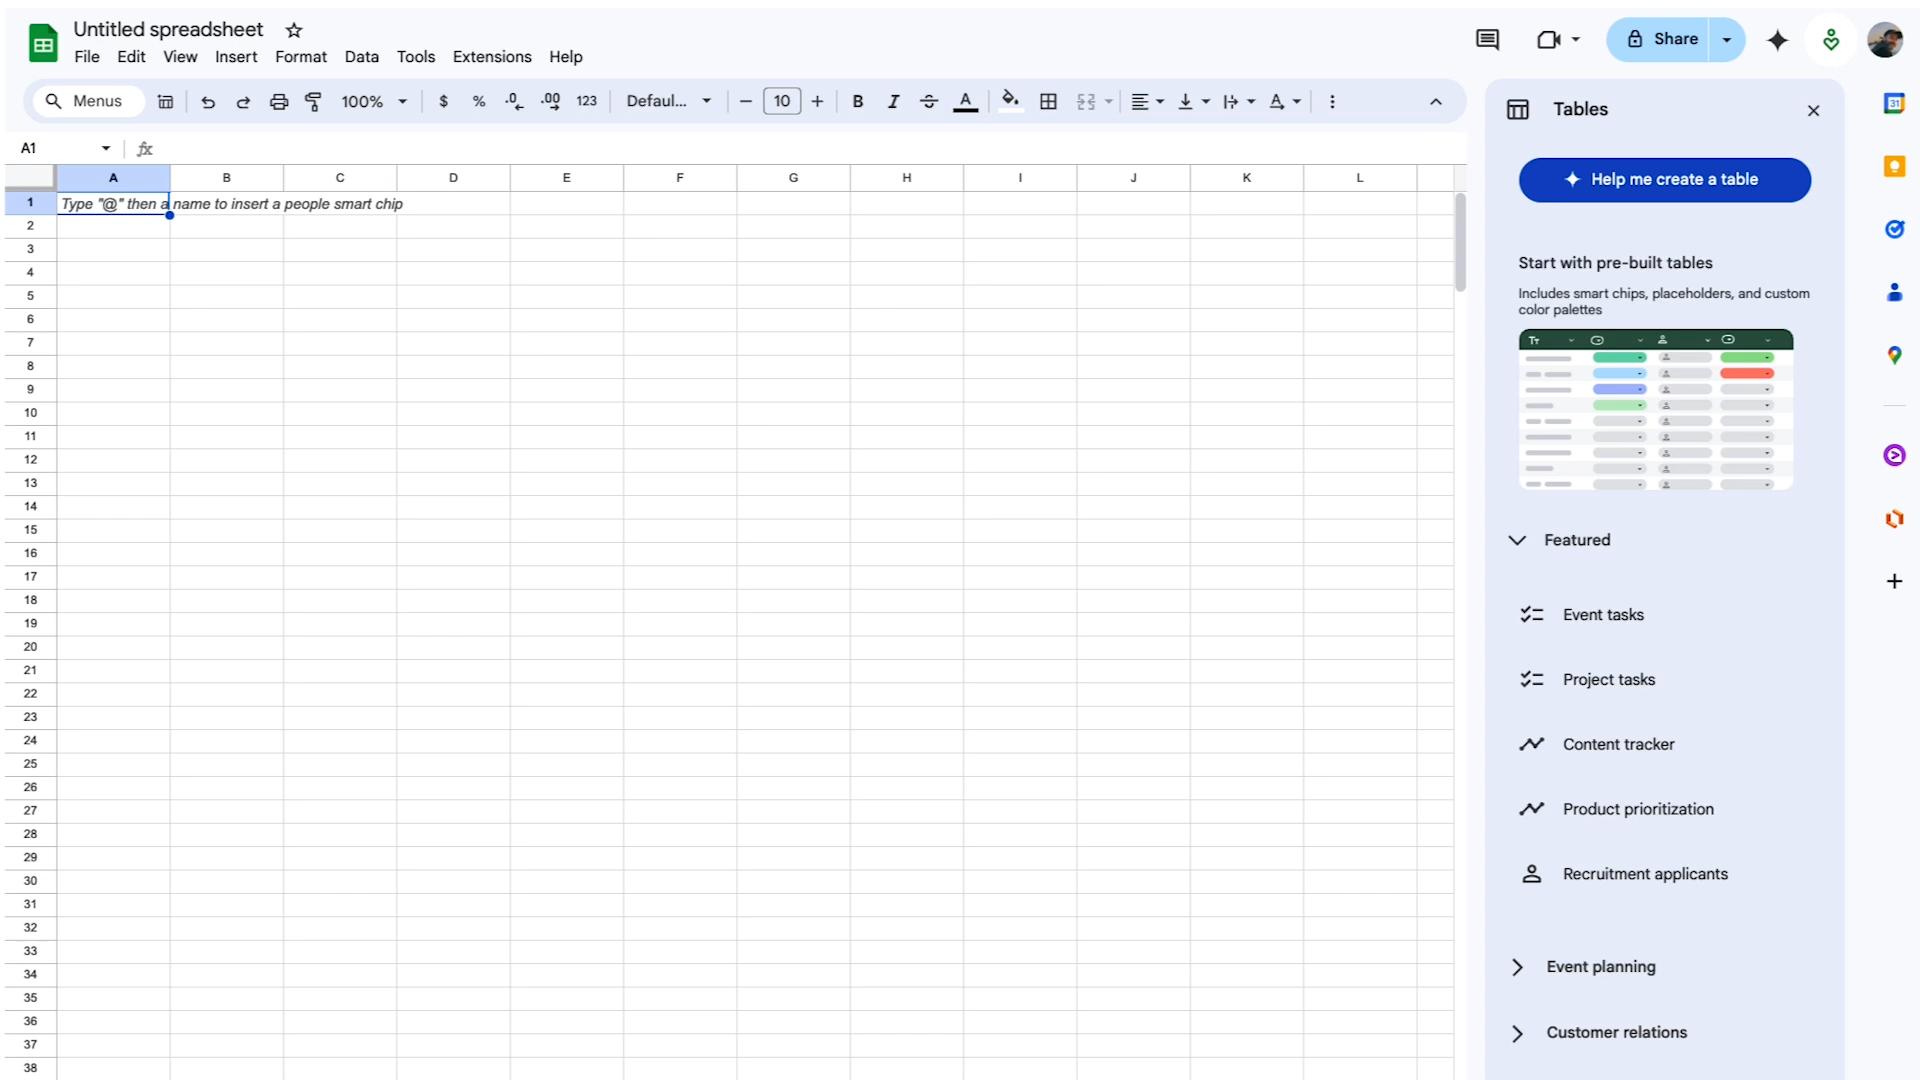 Untitled spreadsheet
File Edit View Insert Format Data Tools Extensions Help
Share
Menus 100% $ % .0 .00 123 Defaul... 10 B I A
A1 fx
A B C D E F G H I J K L
1 Type "@" then a name to insert a people smart chip
2
3
4
5
6
7
8
9
10
11
12
13
14
15
16
17
18
19
20
21
22
23
24
25
26
27
28
29
30
31
32
33
34
35
36
37
38
Tables
Help me create a table
Start with pre-built tables
Includes smart chips, placeholders, and custom
color palettes
Tт
Featured
Event tasks
Project tasks
Content tracker
Product prioritization
Recruitment applicants
Event planning
Customer relations
31